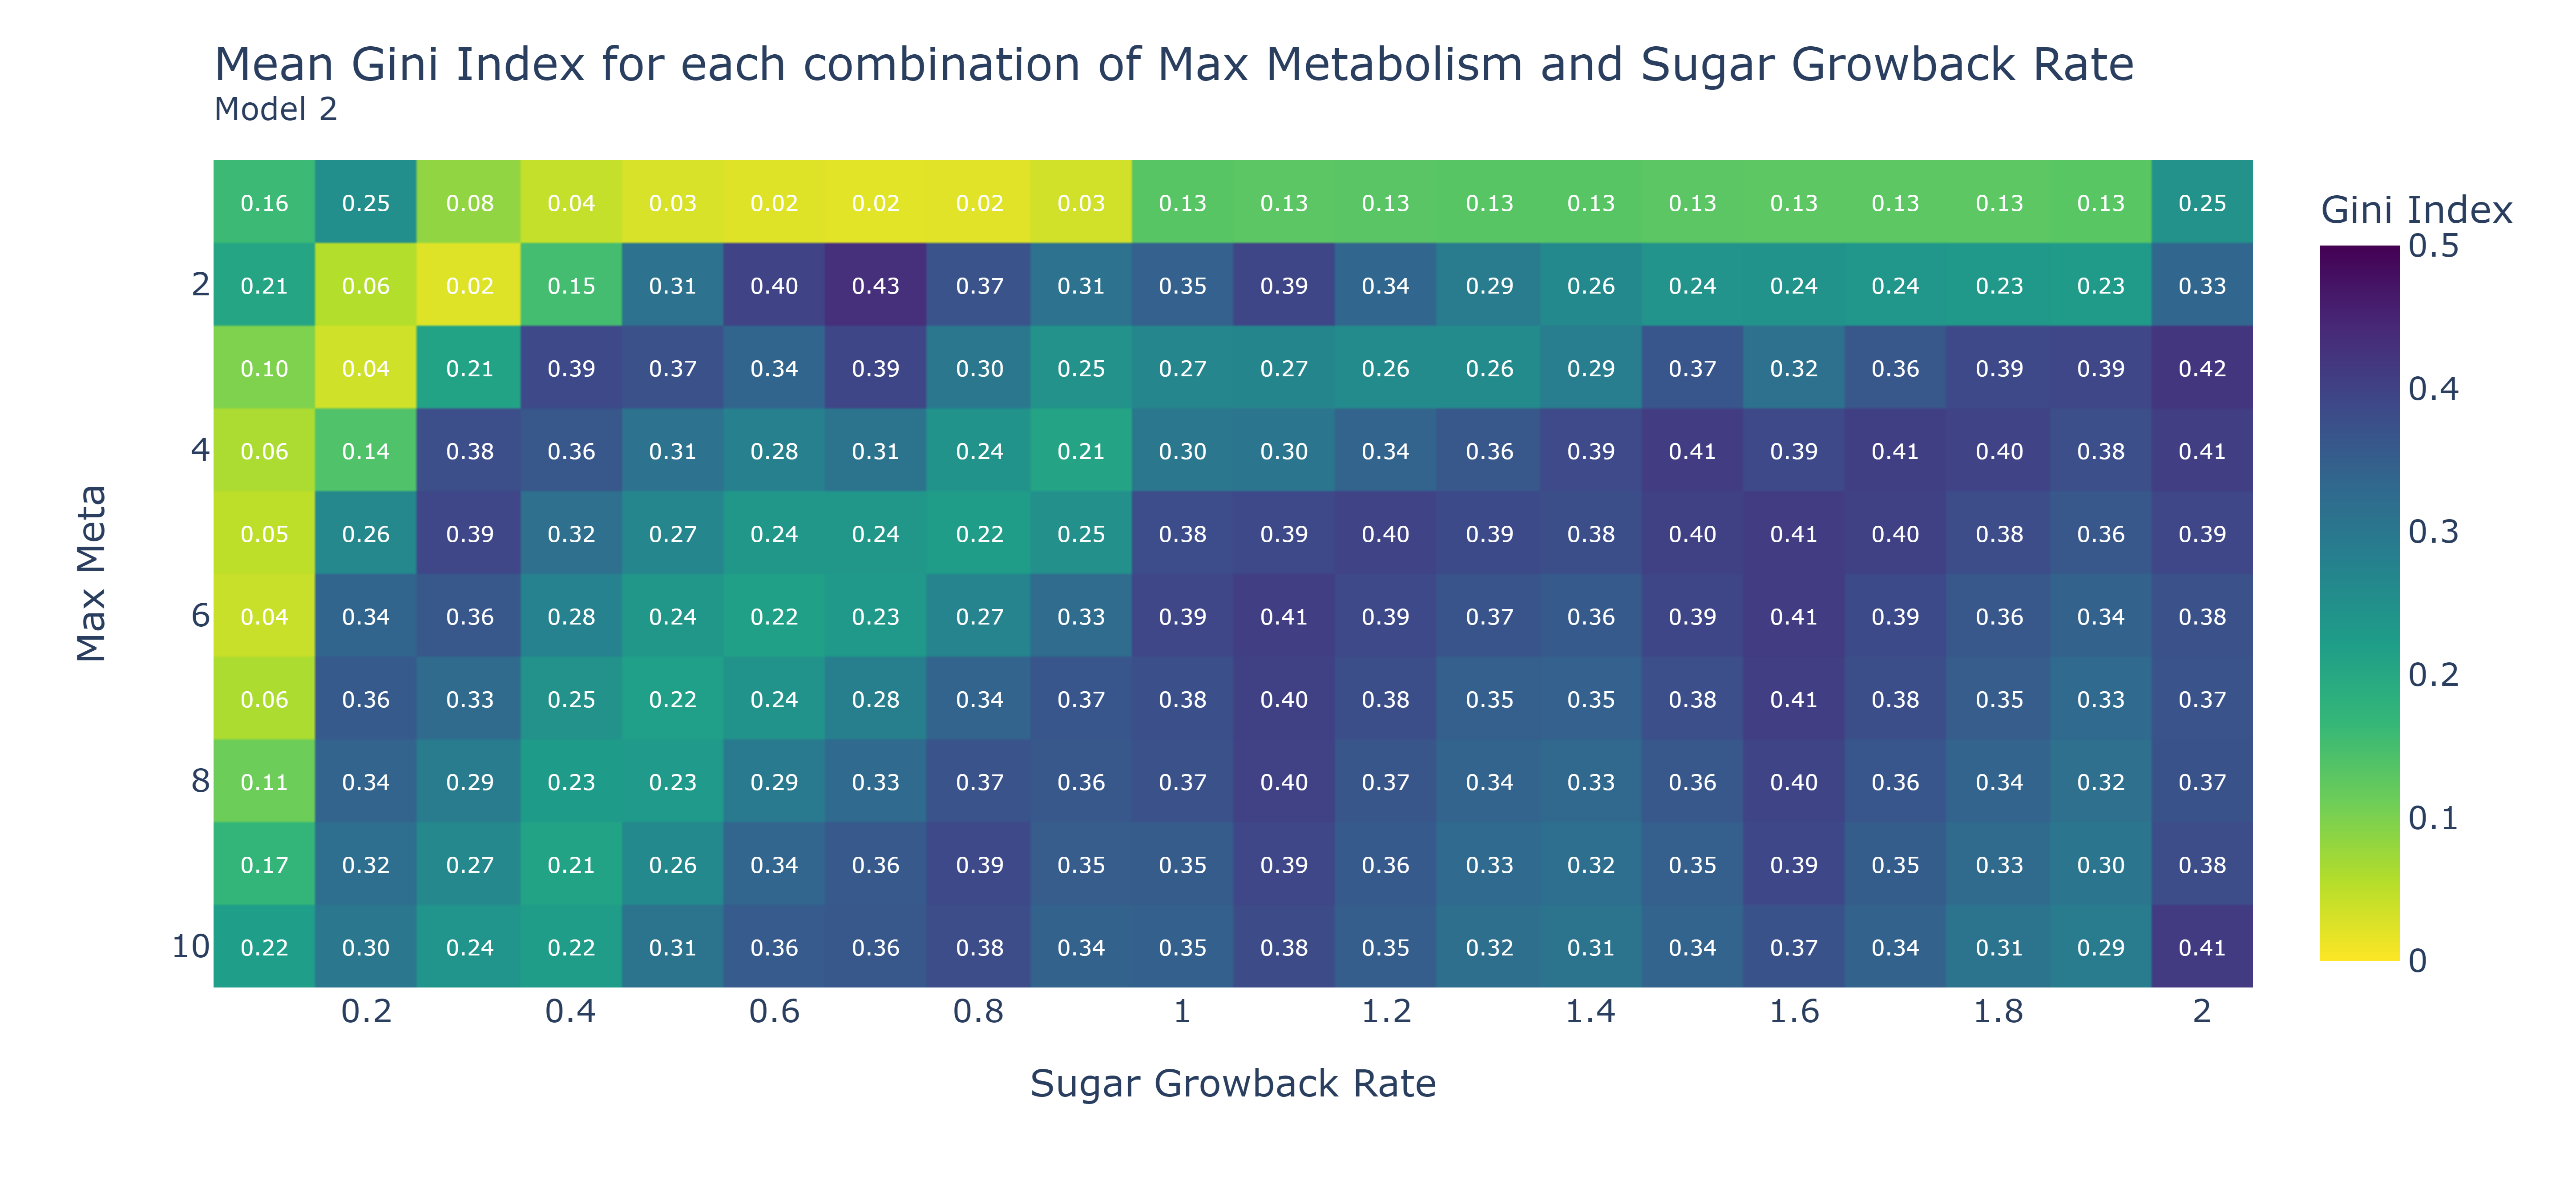 Mean Gini Index for each combination of Max Metabolism and Sugar Growback Rate
Model 2
Gini Index
0.5
0.4
0.3
0.2
0.1
0
Max Meta
0.16 0.25 0.08 0.04 0.03 0.02 0.02 0.02 0.03 0.13 0.13 0.13 0.13 0.13 0.13 0.13 0.13 0.13 0.13 0.25
2 0.21 0.06 0.02 0.15 0.31 0.40 0.43 0.37 0.31 0.35 0.39 0.34 0.29 0.26 0.24 0.24 0.24 0.23 0.23 0.33
0.10 0.04 0.21 0.39 0.37 0.34 0.39 0.30 0.25 0.27 0.27 0.26 0.26 0.29 0.37 0.32 0.36 0.39 0.39 0.42
4 0.06 0.14 0.38 0.36 0.31 0.28 0.31 0.24 0.21 0.30 0.30 0.34 0.36 0.39 0.41 0.39 0.41 0.40 0.38 0.41
0.05 0.26 0.39 0.32 0.27 0.24 0.24 0.22 0.25 0.38 0.39 0.40 0.39 0.38 0.40 0.41 0.40 0.38 0.36 0.39
6 0.04 0.34 0.36 0.28 0.24 0.22 0.23 0.27 0.33 0.39 0.41 0.39 0.37 0.36 0.39 0.41 0.39 0.36 0.34 0.38
0.06 0.36 0.33 0.25 0.22 0.24 0.28 0.34 0.37 0.38 0.40 0.38 0.35 0.35 0.38 0.41 0.38 0.35 0.33 0.37
8 0.11 0.34 0.29 0.23 0.23 0.29 0.33 0.37 0.36 0.37 0.40 0.37 0.34 0.33 0.36 0.40 0.36 0.34 0.32 0.37
0.17 0.32 0.27 0.21 0.26 0.34 0.36 0.39 0.35 0.35 0.39 0.36 0.33 0.32 0.35 0.39 0.35 0.33 0.30 0.38
10 0.22 0.30 0.24 0.22 0.31 0.36 0.36 0.38 0.34 0.35 0.38 0.35 0.32 0.31 0.34 0.37 0.34 0.31 0.29 0.41
0.2 0.4 0.6 0.8 1 1.2 1.4 1.6 1.8 2
Sugar Growback Rate